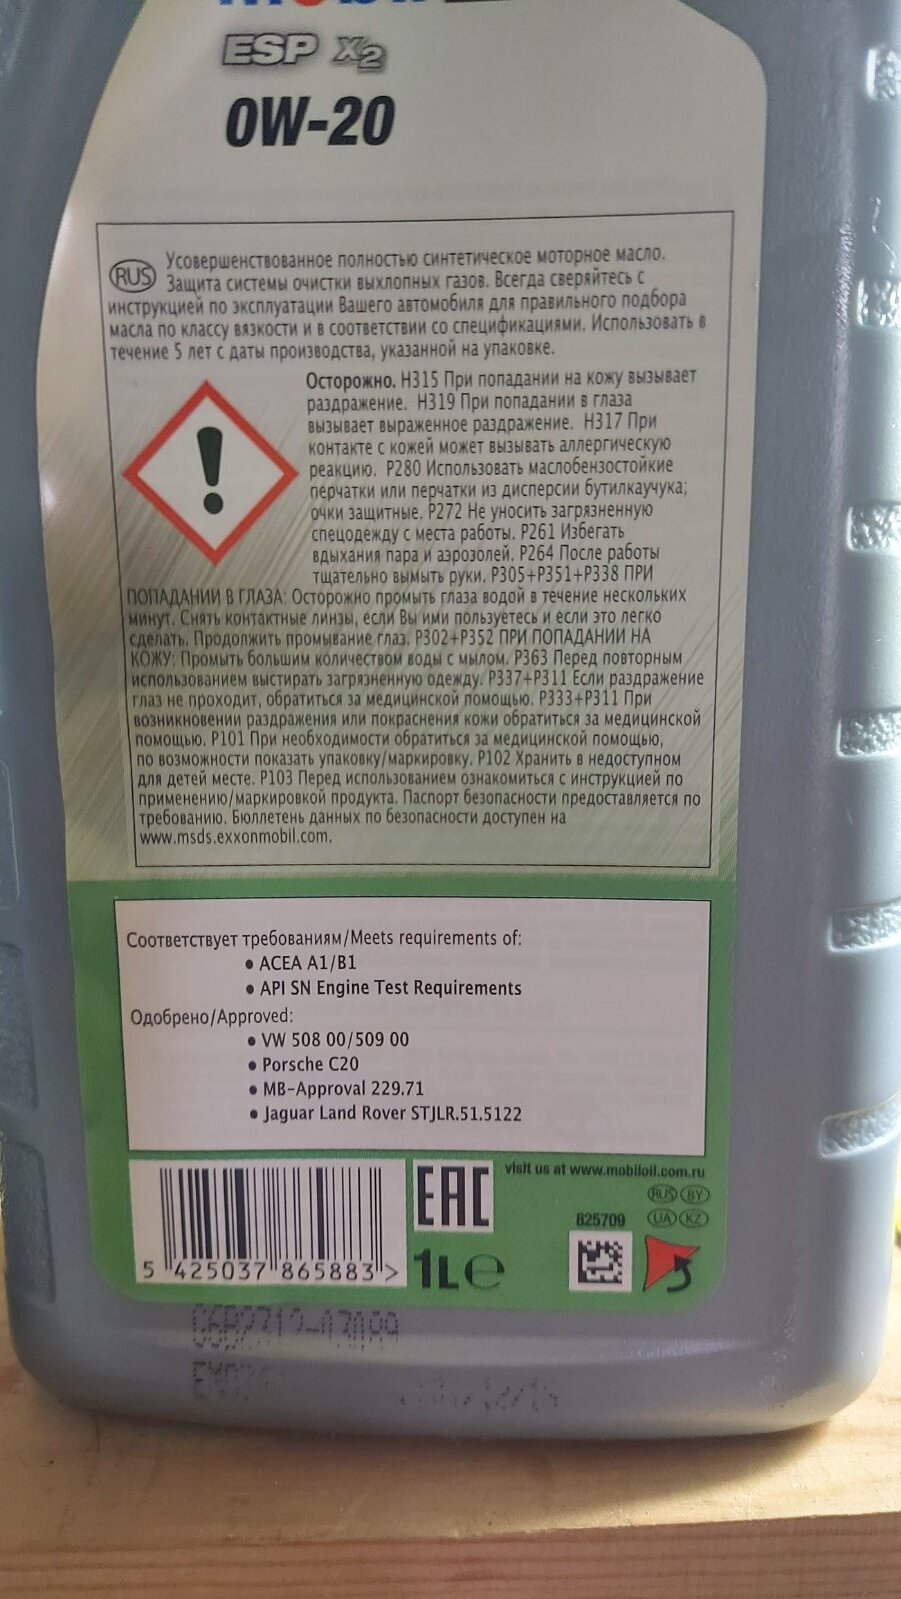 ESP X2
0W-20
RUS Усовершенствованное полностью синтетическое моторное масло.
Защита системы очистки выхлопных газов. Всегда сверяйтесь с
инструкцией по эксплуатации Вашего автомобиля для правильного подбора
масла по классу вязкости и в соответствии со спецификациями. Использовать в
течение 5 лет с даты производства, указанной на упаковке.
Осторожно. H315 При попадании на кожу вызывает
раздражение. H319 При попадании в глаза
вызывает выраженное раздражение. H317 При
контакте с кожей может вызывать аллергическую
реакцию. P280 Использовать маслобензостойкие
перчатки или перчатки из дисперсии бутилкаучука;
очки защитные. P272 Не уносить загрязненную
спецодежду с места работы. P261 Избегать
вдыхания пара и аэрозолей. P264 После работы
тщательно вымыть руки. P305+P351+P338 ПРИ
ПОПАДАНИИ В ГЛАЗА: Осторожно промыть глаза водой в течение нескольких
минут. Снять контактные линзы, если Вы ими пользуетесь и если это легко
сделать. Продолжить промывание глаз. P302+P352 ПРИ ПОПАДАНИИ НА
КОЖУ: Промыть большим количеством воды с мылом. P363 Перед повторным
использованием выстирать загрязненную одежду. P337+P311 Если раздражение
глаз не проходит, обратиться за медицинской помощью. P333+P311 При
возникновении раздражения или покраснения кожи обратиться за медицинской
помощью. P101 При необходимости обратиться за медицинской помощью,
по возможности показать упаковку/маркировку. P102 Хранить в недоступном
для детей месте. P103 Перед использованием ознакомиться с инструкцией по
применению/маркировкой продукта. Паспорт безопасности предоставляется по
требованию. Бюллетень данных по безопасности доступен на
www.msds.exxonmobil.com.
Соответствует требованиям/Meets requirements of:
• ACEA A1/B1
• API SN Engine Test Requirements
Одобрено/Approved:
• VW 508 00/509 00
• Porsche C20
• MB-Approval 229.71
• Jaguar Land Rover STJLR.51.5122
visit us at www.mobiloil.com.ru
EAC
RUS BY
825709 UA KZ
5 425037 865883 >
1L e